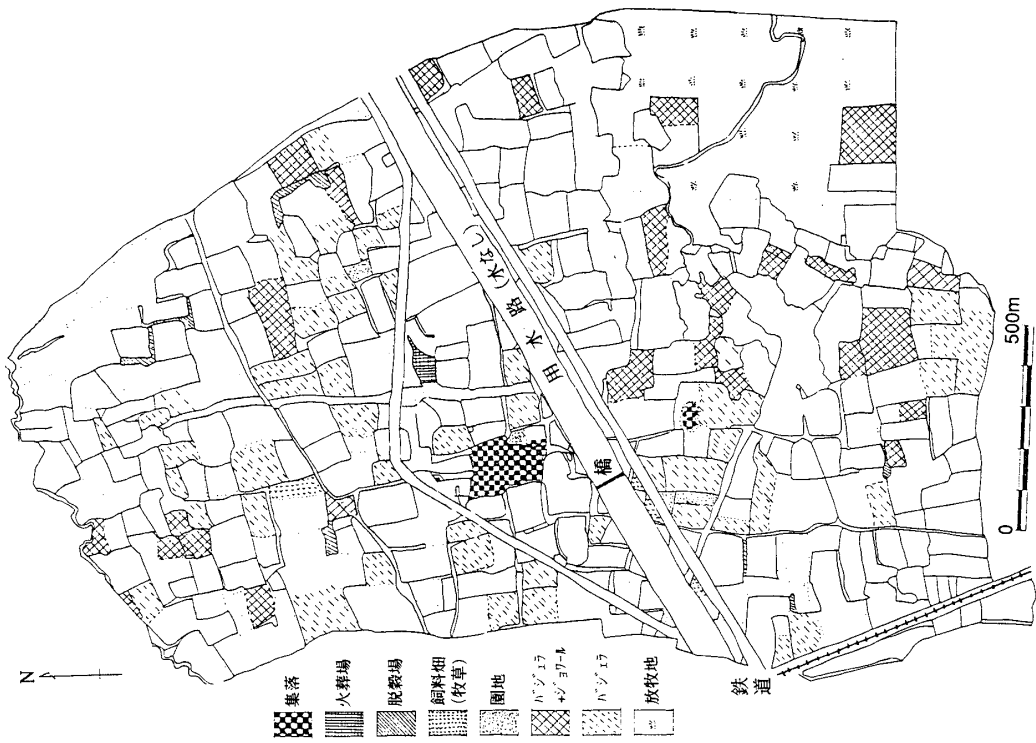 N
集落
火葬場
脱穀場
飼料畑
(牧草)
園地
バジェラ
+ジョワール
バジェラ
放牧地
用水路(水なし)
橋
鉄道
0
500m